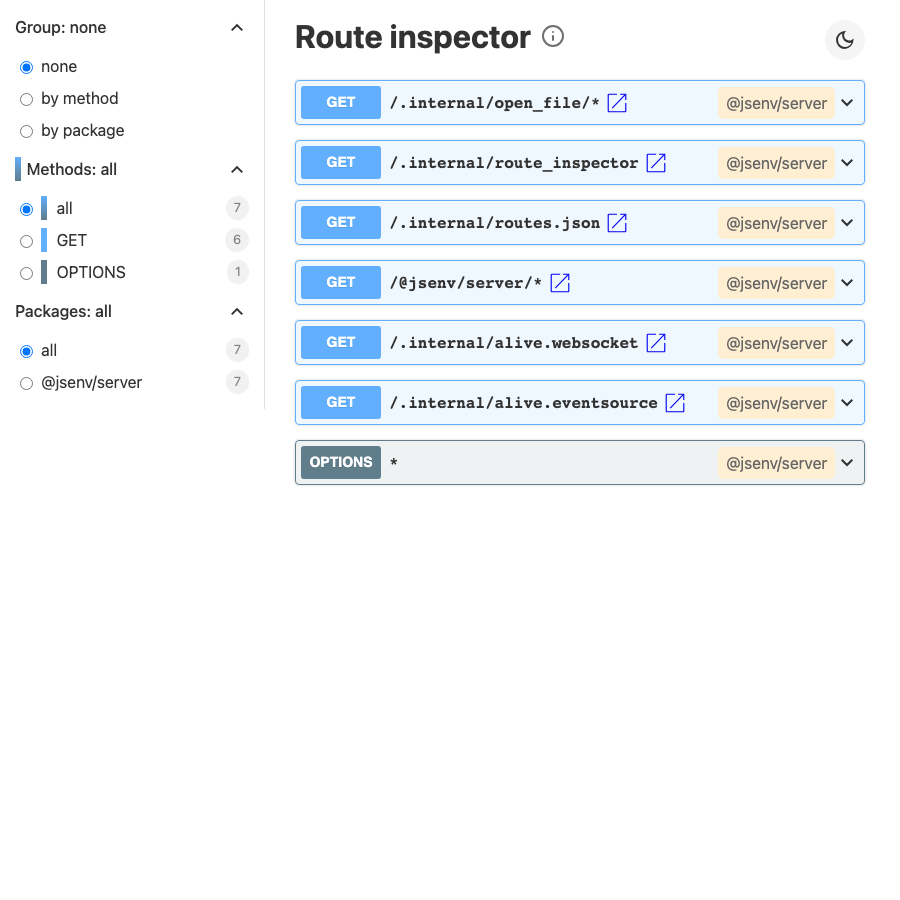 Group: none
none
by method
by package
Methods: all
all 7
GET 6
OPTIONS 1
Packages: all
all 7
@jsenv/server 7
Route inspector
GET /.internal/open_file/* @jsenv/server
GET /.internal/route_inspector @jsenv/server
GET /.internal/routes.json @jsenv/server
GET /@jsenv/server/* @jsenv/server
GET /.internal/alive.websocket @jsenv/server
GET /.internal/alive.eventsource @jsenv/server
OPTIONS * @jsenv/server